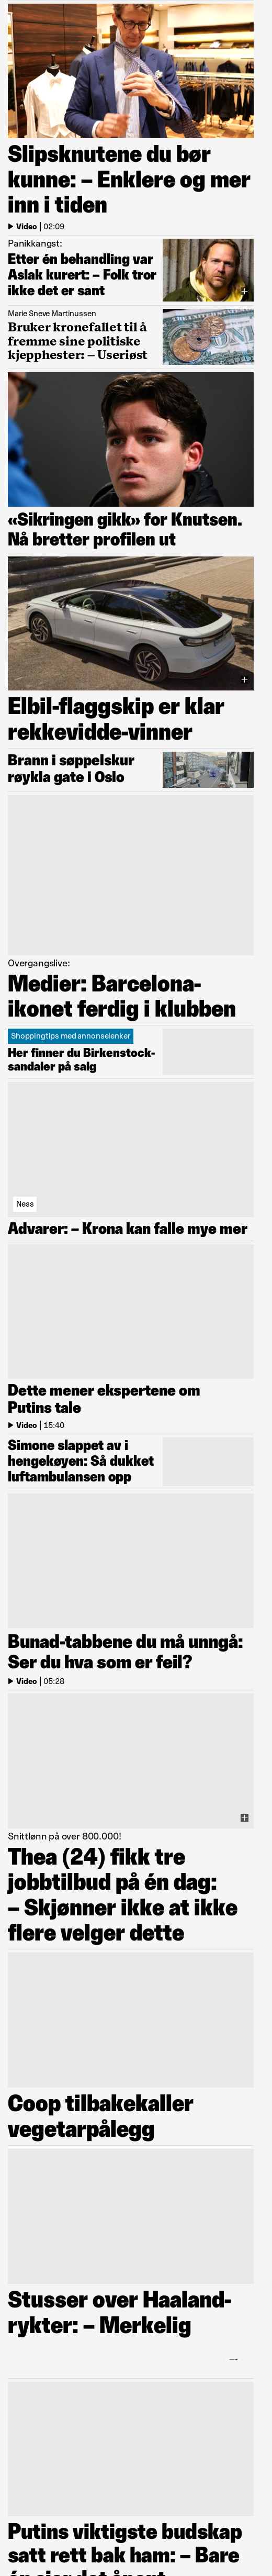 Slipsknutene du bør
kunne: – Enklere og mer
inn i tiden
Video | 02:09
Panikkangst:
Etter én behandling var
Aslak kurert: – Folk tror
ikke det er sant
Marie Sneve Martinussen
Bruker kronefallet til å
fremme sine politiske
kjepphester: – Useriøst
«Sikringen gikk» for Knutsen.
Nå bretter profilen ut
Elbil-flaggskip er klar
rekkevidde-vinner
Brann i søppelskur
røykla gate i Oslo
Overgangslive:
Medier: Barcelona-
ikonet ferdig i klubben
Shoppingtips med annonselenker
Her finner du Birkenstock-
sandaler på salg
Ness
Advarer: – Krona kan falle mye mer
Dette mener ekspertene om
Putins tale
Video | 15:40
Simone slappet av i
hengekøyen: Så dukket
luftambulansen opp
Bunad-tabbene du må unngå:
Ser du hva som er feil?
Video | 05:28
Snittlønn på over 800.000!
Thea (24) fikk tre
jobbtilbud på én dag:
– Skjønner ikke at ikke
flere velger dette
Coop tilbakekaller
vegetarpålegg
Stusser over Haaland-
rykter: – Merkelig
Putins viktigste budskap
satt rett bak ham: – Bare